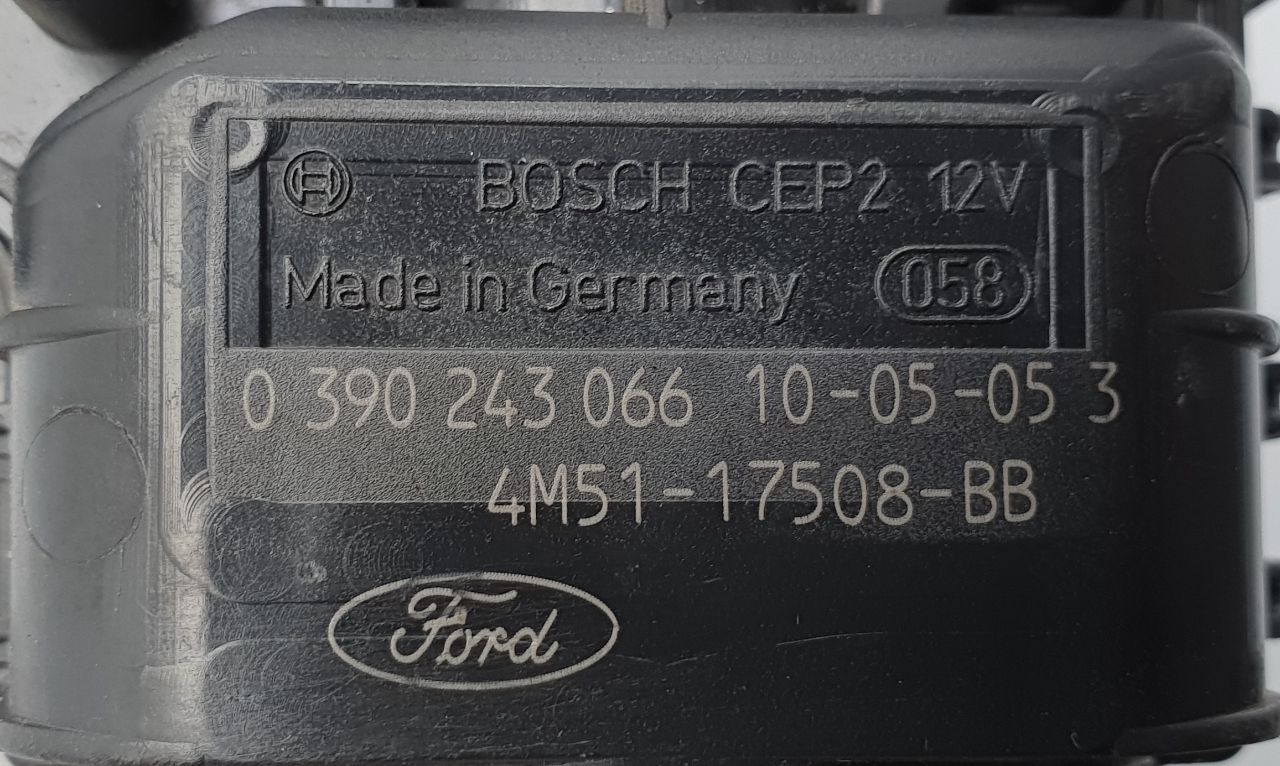 BOSCH CEP2 12V
Made in Germany 058
0 390 243 066 10-05-05 3
4M51-17508-BB
Ford